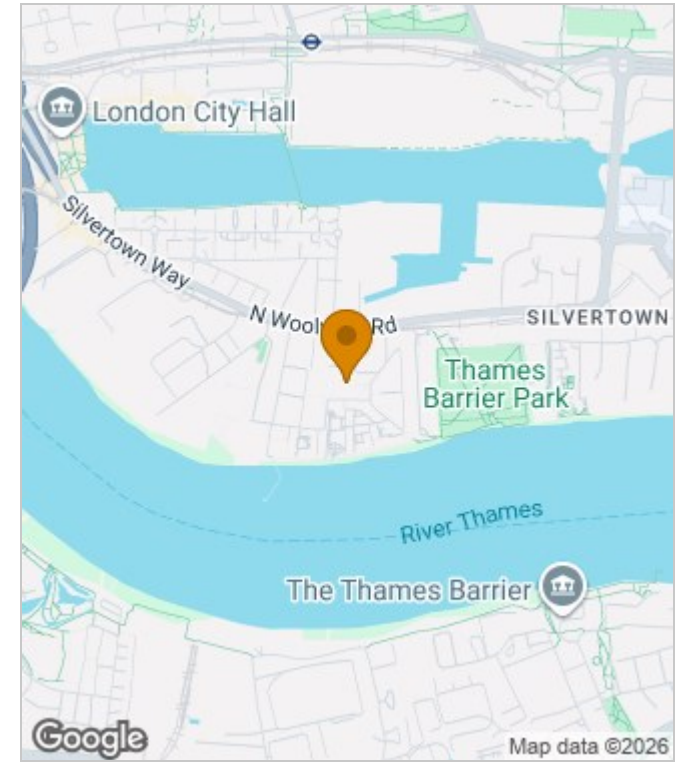 London City Hall
Silvertown Way
N Woolw Rd
SILVERTOWN
Thames
Barrier Park
River Thames
The Thames Barrier
Google
Map data ©2026